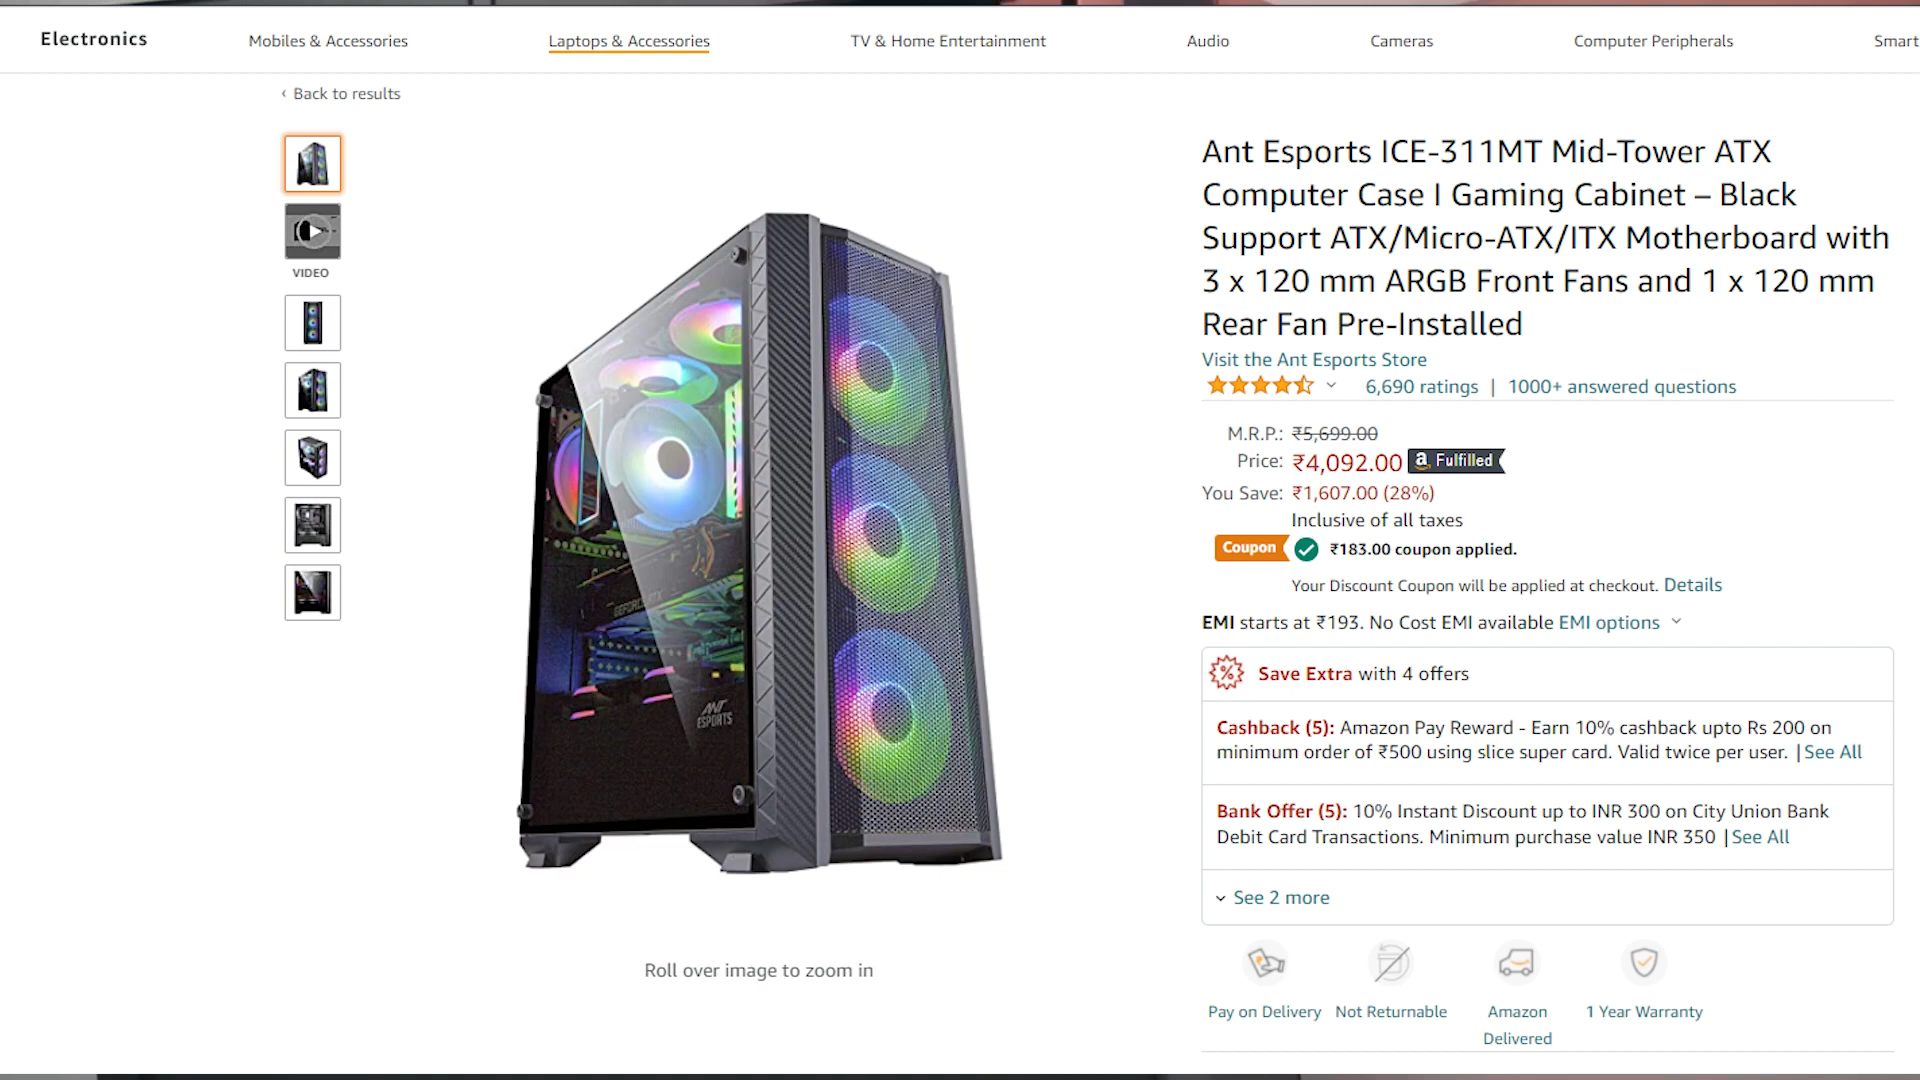 Electronics
Mobiles & Accessories
Laptops & Accessories
TV & Home Entertainment
Audio
Cameras
Computer Peripherals
Smart
‹ Back to results
VIDEO
ANT
ESPORTS
GEFORCE RTX
Roll over image to zoom in
Ant Esports ICE-311MT Mid-Tower ATX
Computer Case I Gaming Cabinet – Black
Support ATX/Micro-ATX/ITX Motherboard with
3 x 120 mm ARGB Front Fans and 1 x 120 mm
Rear Fan Pre-Installed
Visit the Ant Esports Store
6,690 ratings | 1000+ answered questions
M.R.P.: ₹5,699.00
Price: ₹4,092.00 a Fulfilled
You Save: ₹1,607.00 (28%)
Inclusive of all taxes
Coupon ₹183.00 coupon applied.
Your Discount Coupon will be applied at checkout. Details
EMI starts at ₹193. No Cost EMI available EMI options
Save Extra with 4 offers
Cashback (5): Amazon Pay Reward - Earn 10% cashback upto Rs 200 on
minimum order of ₹500 using slice super card. Valid twice per user. | See All
Bank Offer (5): 10% Instant Discount up to INR 300 on City Union Bank
Debit Card Transactions. Minimum purchase value INR 350 | See All
See 2 more
Pay on Delivery
Not Returnable
Amazon
Delivered
1 Year Warranty